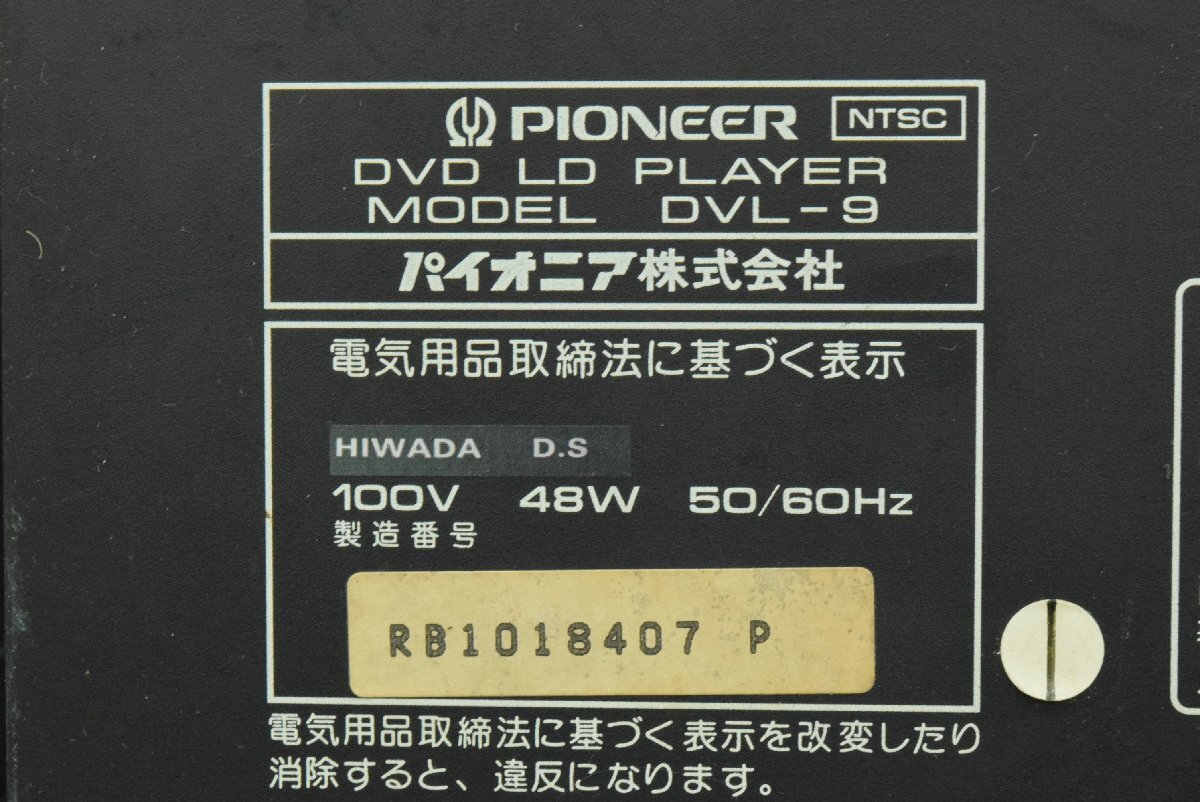 PIONEER NTSC
DVD LD PLAYER
MODEL DVL-9
パイオニア株式会社
電気用品取締法に基づく表示
HIWADA D.S
100V 48W 50/60Hz
製造番号
RB1018407 P
電気用品取締法に基づく表示を改変したり
消除すると、違反になります。